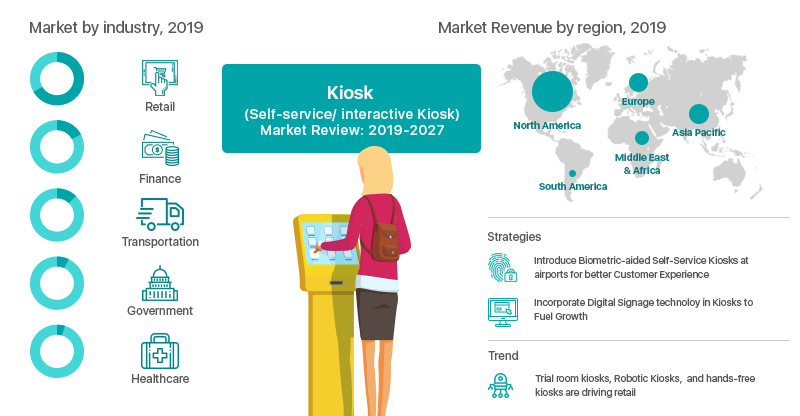 Market by industry, 2019
Retail
Finance
Transportation
Government
Healthcare
Kiosk
(Self-service/ interactive Kiosk)
Market Review: 2019-2027
Market Revenue by region, 2019
North America
Europe
Asia Pacific
Middle East
& Africa
South America
Strategies
Introduce Biometric-aided Self-Service Kiosks at
airports for better Customer Experience
Incorporate Digital Signage technoloy in Kiosks to
Fuel Growth
Trend
Trial room kiosks, Robotic Kiosks, and hands-free
kiosks are driving retail